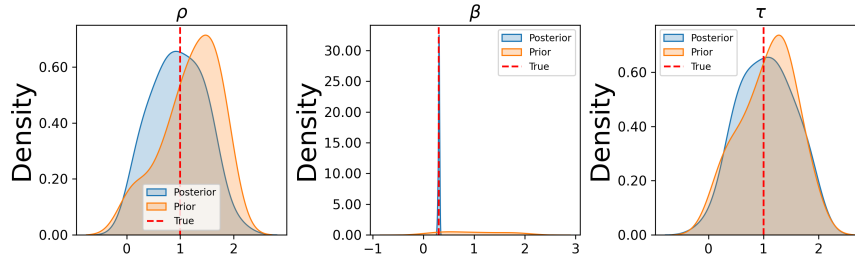 ρ
Density
0.60
0.40
0.20
0.00
0
1
2
Posterior
Prior
True
β
Density
30.00
25.00
20.00
15.00
10.00
5.00
0.00
-1
0
1
2
3
Posterior
Prior
True
τ
Density
0.60
0.40
0.20
0.00
0
1
2
Posterior
Prior
True